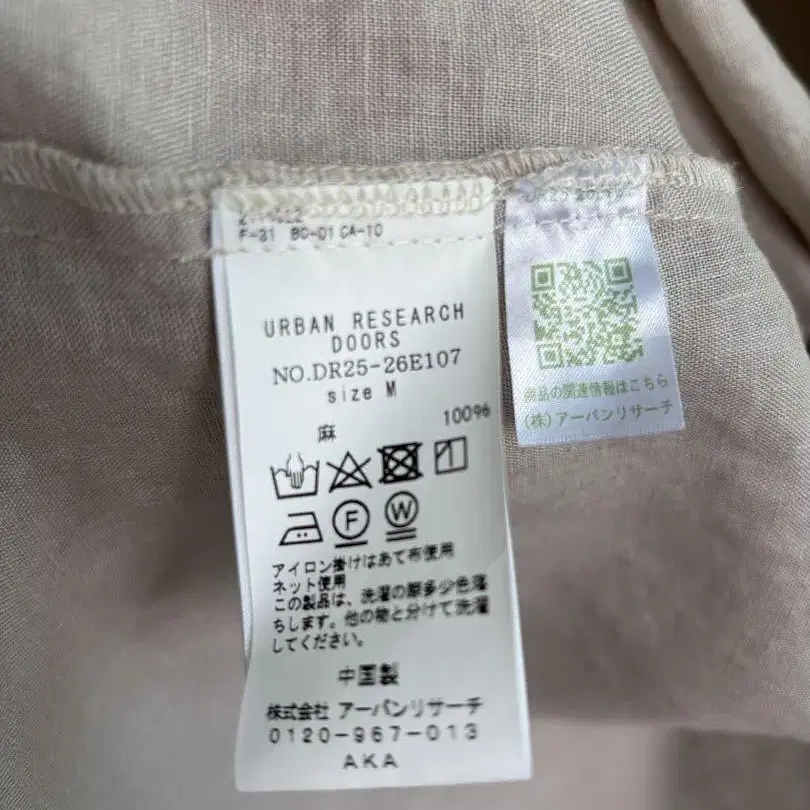 F-31 BC-01 CA-10
URBAN RESEARCH
DOORS
NO.DR25-26E107
size M
麻 100%
F W
アイロン掛けはあて布使用
ネット使用
この製品は、洗濯の際多少色落
ちします。他の物と分けて洗濯
してください。
中国製
株式会社 アーバンリサーチ
0120-967-013
AKA
商品の関連情報はこちら
(株)アーバンリサーチ